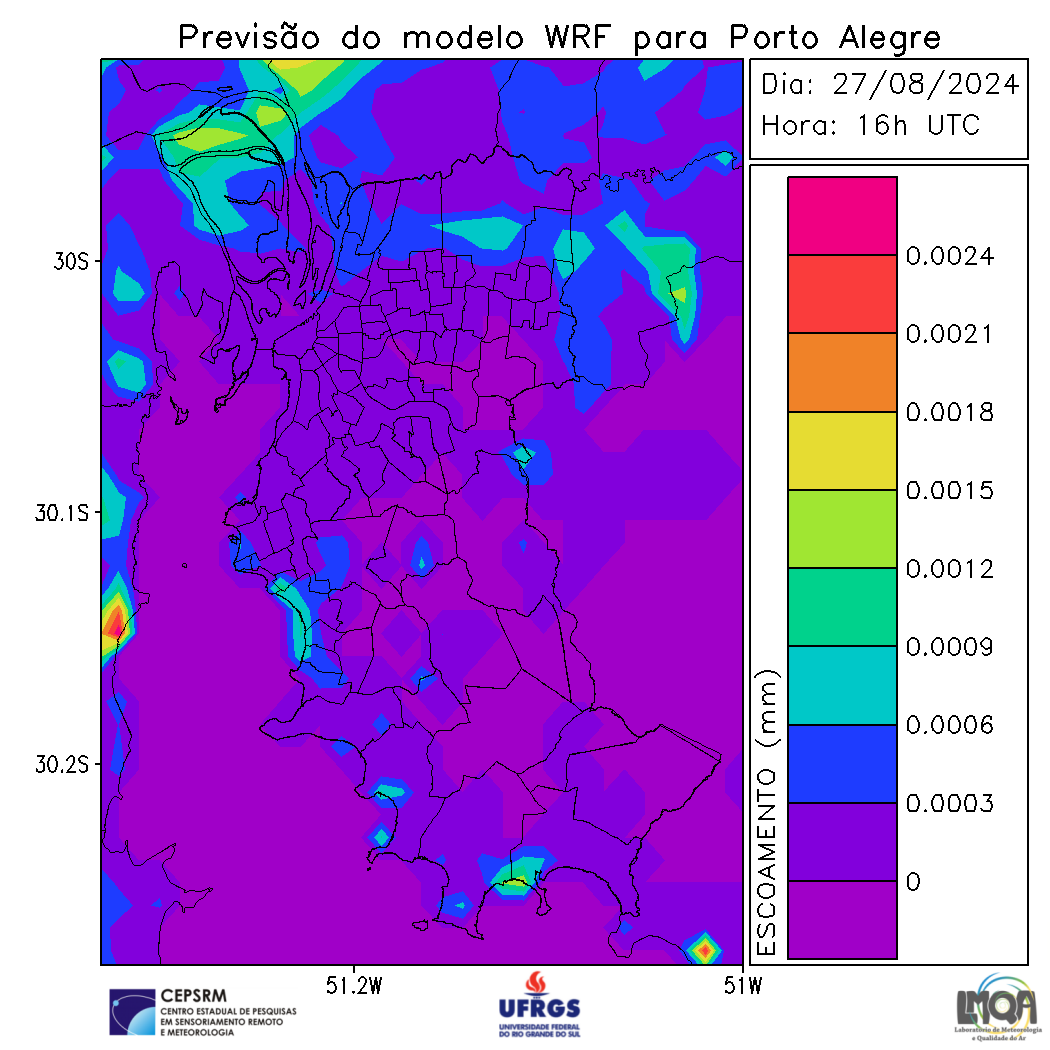 Previsão do modelo WRF para Porto Alegre
Dia: 27/08/2024
Hora: 16h UTC
30S
30.1S
30.2S
51.2W
51W
0.0024
0.0021
0.0018
0.0015
0.0012
0.0009
0.0006
0.0003
0
ESCOAMENTO (mm)
CEPSRM
CENTRO ESTADUAL DE PESQUISAS
EM SENSORIAMENTO REMOTO
E METEOROLOGIA
UFRGS
UNIVERSIDADE FEDERAL
DO RIO GRANDE DO SUL
LMQA
Laboratório de Meteorologia
e Qualidade do Ar